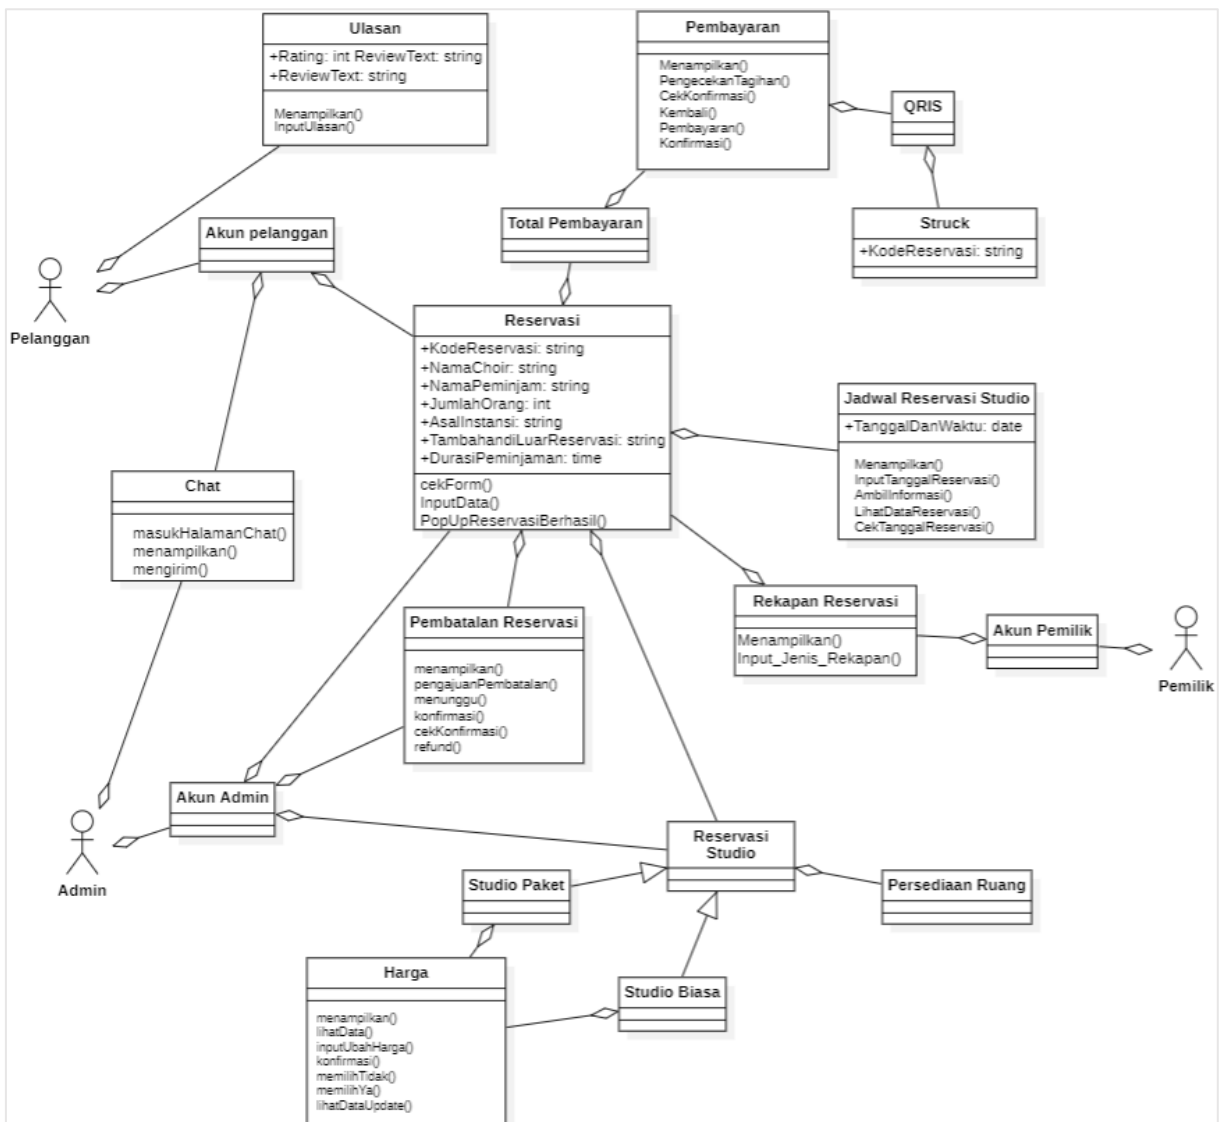 Ulasan
+Rating: int ReviewText: string
+ReviewText: string
Menampilkan()
InputUlasan()
Pembayaran
Menampilkan()
PengecekanTagihan()
CekKonfirmasi()
Kembali()
Pembayaran()
Konfirmasi()
QRIS
Struck
+KodeReservasi: string
Total Pembayaran
Akun pelanggan
Pelanggan
Reservasi
+KodeReservasi: string
+NamaChoir: string
+NamaPeminjam: string
+JumlahOrang: int
+AsalInstansi: string
+TambahandiLuarReservasi: string
+DurasiPeminjaman: time
cekForm()
InputData()
PopUpReservasiBerhasil()
Jadwal Reservasi Studio
+TanggalDanWaktu: date
Menampilkan()
InputTanggalReservasi()
AmbilInformasi()
LihatDataReservasi()
CekTanggalReservasi()
Chat
masukHalamanChat()
menampilkan()
mengirim()
Pembatalan Reservasi
menampilkan()
pengajuanPembatalan()
menunggu()
konfirmasi()
cekKonfirmasi()
refund()
Rekapan Reservasi
Menampilkan()
Input_Jenis_Rekapan()
Akun Pemilik
Pemilik
Akun Admin
Admin
Reservasi
Studio
Studio Paket
Persediaan Ruang
Harga
menampilkan()
lihatData()
inputUbahHarga()
konfirmasi()
memilihTidak()
memilihYa()
lihatDataUpdate()
Studio Biasa